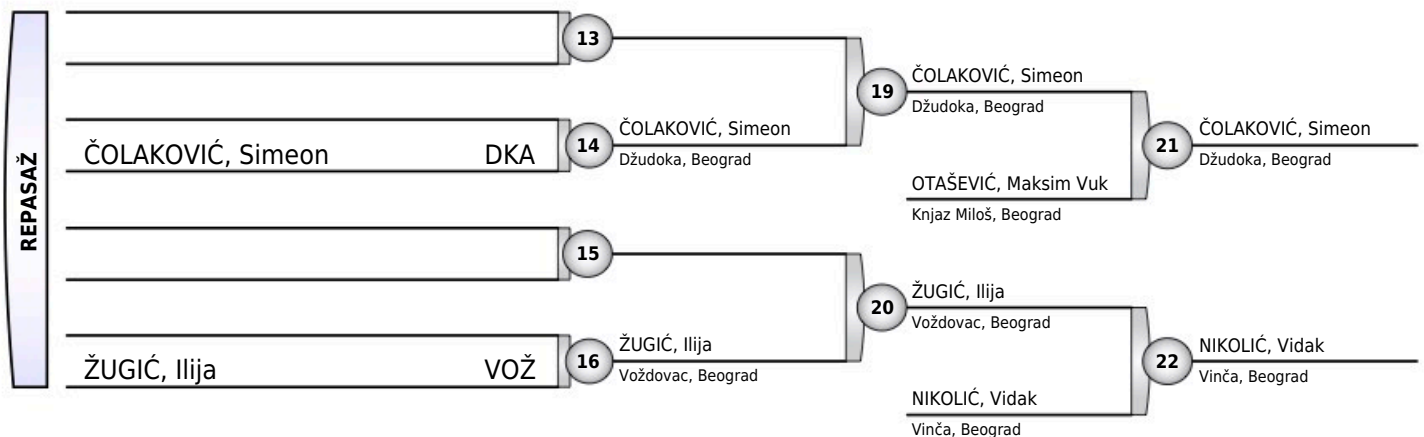 REPASAŽ
13
ČOLAKOVIĆ, Simeon DKA
14
ČOLAKOVIĆ, Simeon
Džudoka, Beograd
19
ČOLAKOVIĆ, Simeon
Džudoka, Beograd
OTAŠEVIĆ, Maksim Vuk
Knjaz Miloš, Beograd
21
ČOLAKOVIĆ, Simeon
Džudoka, Beograd
15
ŽUGIĆ, Ilija VOŽ
16
ŽUGIĆ, Ilija
Voždovac, Beograd
20
ŽUGIĆ, Ilija
Voždovac, Beograd
NIKOLIĆ, Vidak
Vinča, Beograd
22
NIKOLIĆ, Vidak
Vinča, Beograd